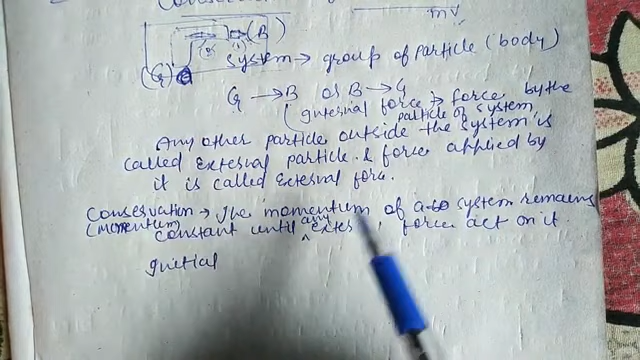 mV
(B)
(G)
System → group of Particle (body)
G → B or B → G
Internal force → force by the
particle of system
Any other particle outside the system is
called External particle & force applied by
it is called External force.
Conservation → The momentum of a system remains
(momentum) constant until any exter force act on it.
Initial